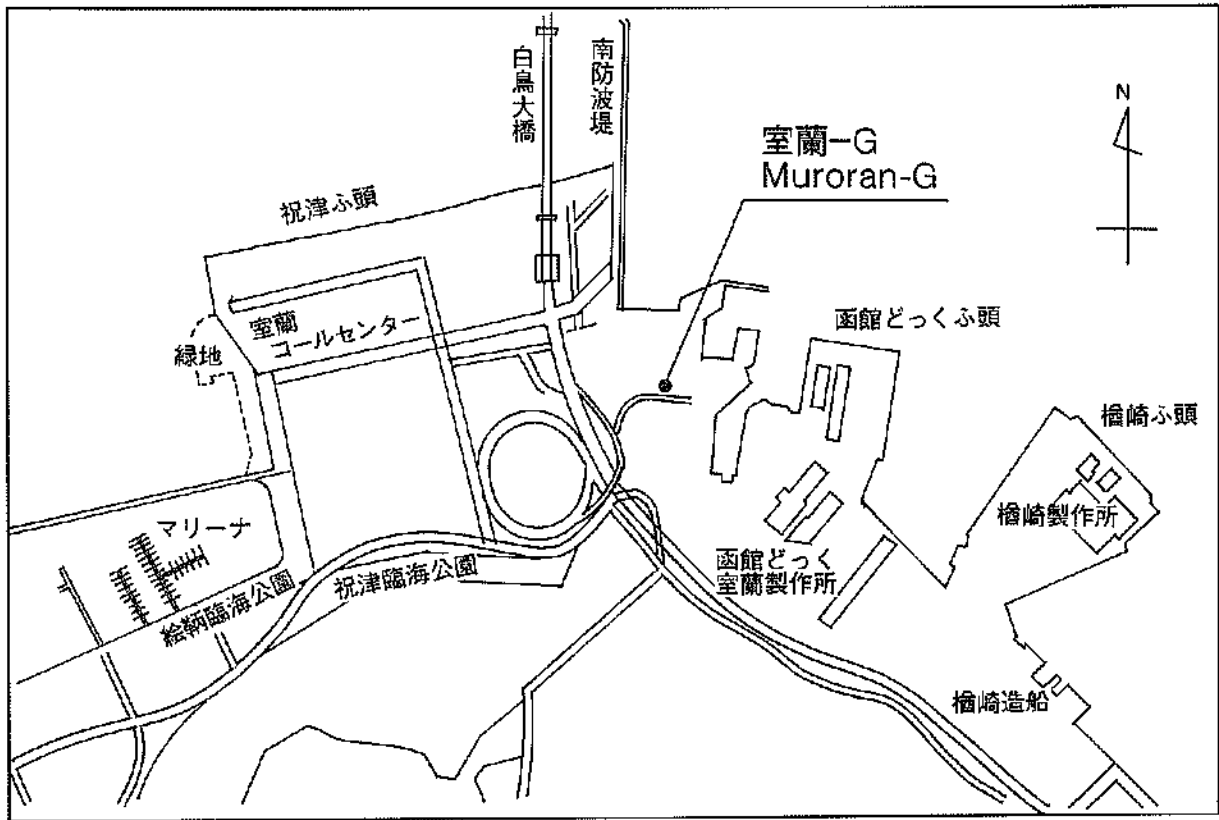 白鳥大橋
南防波堤
N
室蘭-G
Muroran-G
祝津ふ頭
函館どっくふ頭
室蘭
コールセンター
緑地
楢崎ふ頭
マリーナ
楢崎製作所
函館どっく
室蘭製作所
祝津臨海公園
絵鞆臨海公園
楢崎造船